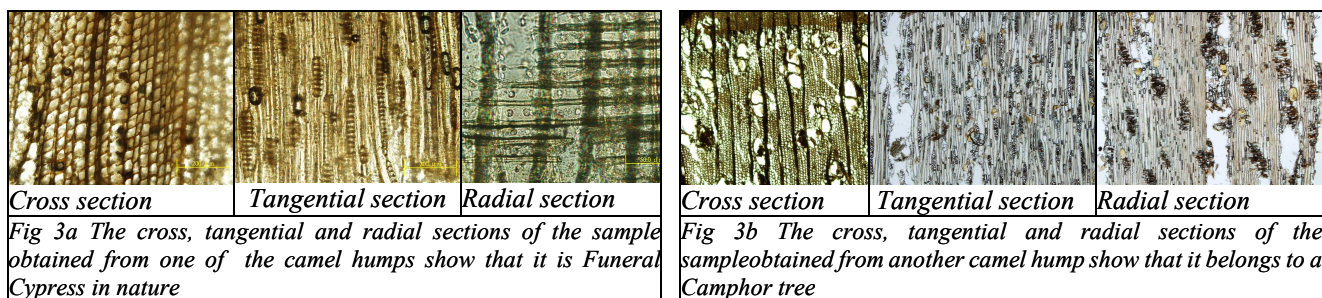 Cross section
Tangential section
Radial section
Fig 3a The cross, tangential and radial sections of the sample
obtained from one of the camel humps show that it is Funeral
Cypress in nature
Cross section
Tangential section
Radial section
Fig 3b The cross, tangential and radial sections of the
sampleobtained from another camel hump show that it belongs to a
Camphor tree